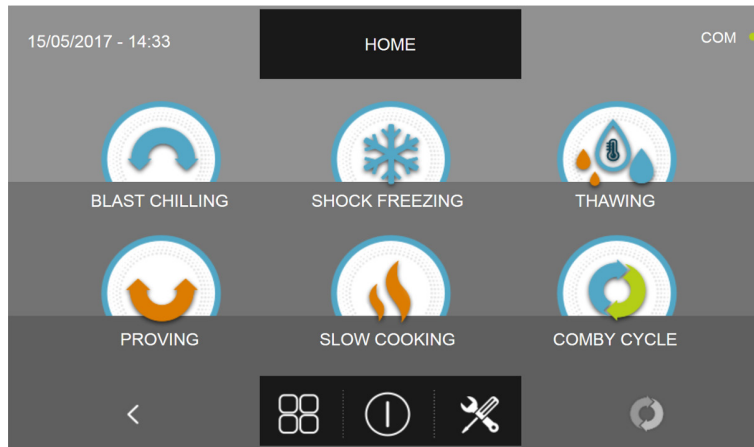 15/05/2017 - 14:33
HOME
COM
BLAST CHILLING
SHOCK FREEZING
THAWING
PROVING
SLOW COOKING
COMBY CYCLE